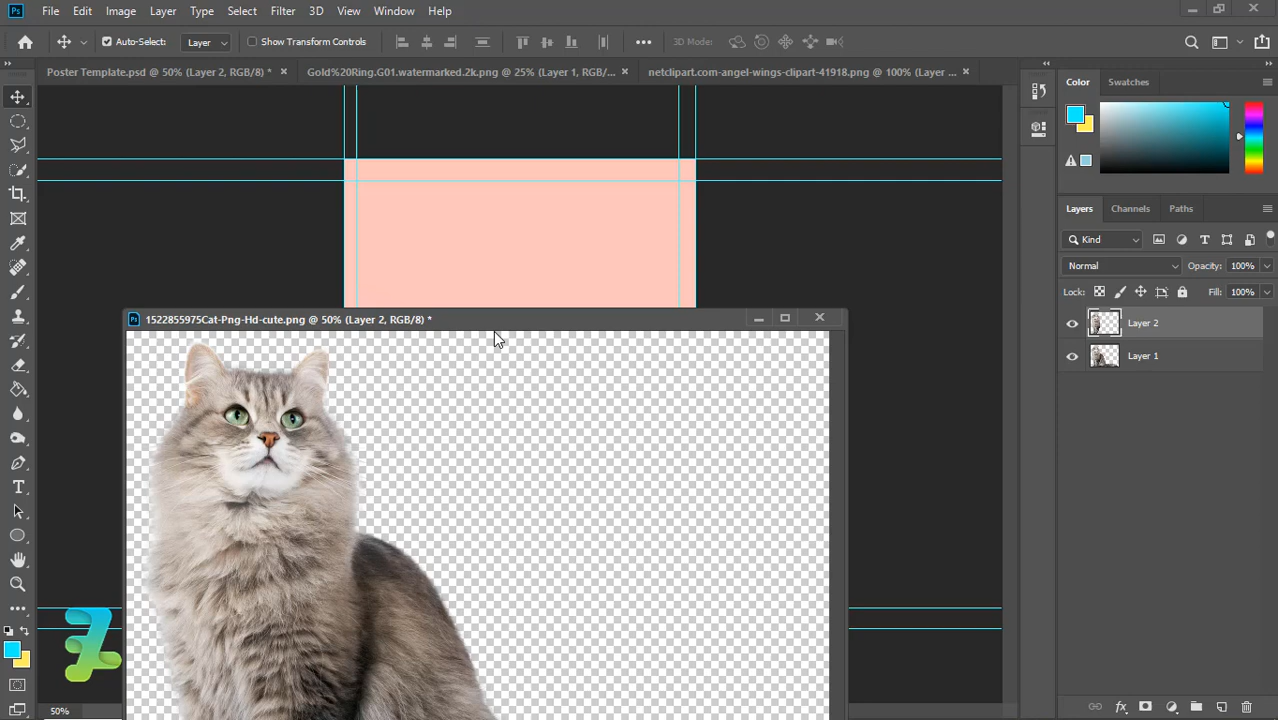 Ps File Edit Image Layer Type Select Filter 3D View Window Help
Auto-Select: Layer Show Transform Controls 3D Mode:
Poster Template.psd @ 50% (Layer 2, RGB/8) * Gold%20Ring.G01.watermarked.2k.png @ 25% (Layer 1, RGB/... netclipart.com-angel-wings-clipart-41918.png @ 100% (Layer ...
Color Swatches
Layers Channels Paths
Kind
Normal Opacity: 100%
Lock: Fill: 100%
Ps 1522855975Cat-Png-Hd-cute.png @ 50% (Layer 2, RGB/8) *
Layer 2
Layer 1
T
50%
fx